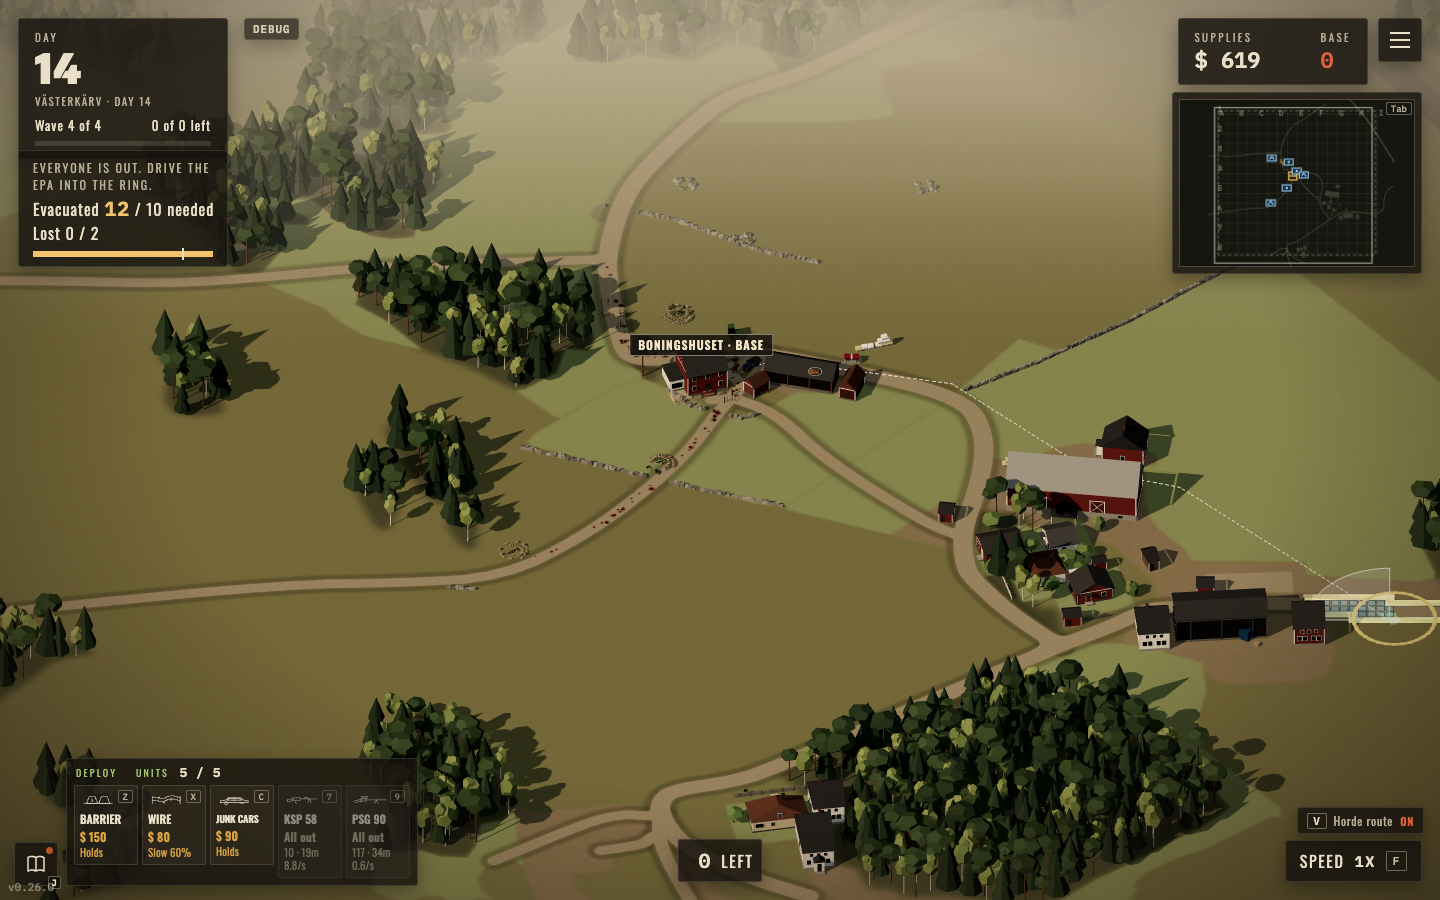 DAY
14
VÄSTERKÄRV · DAY 14
Wave 4 of 4 0 of 0 left
EVERYONE IS OUT. DRIVE THE
EPA INTO THE RING.
Evacuated 12 / 10 needed
Lost 0 / 2
DEBUG
SUPPLIES BASE
$ 619 0
Tab
BONINGSHUSET · BASE
DEPLOY UNITS 5 / 5
Z
BARRIER
$ 150
Holds
X
WIRE
$ 80
Slow 60%
C
JUNK CARS
$ 90
Holds
7
KSP 58
All out
10 · 19m
8.8/s
9
PSG 90
All out
117 · 34m
0.6/s
J
v0.26.0
0 LEFT
V Horde route ON
SPEED 1X F